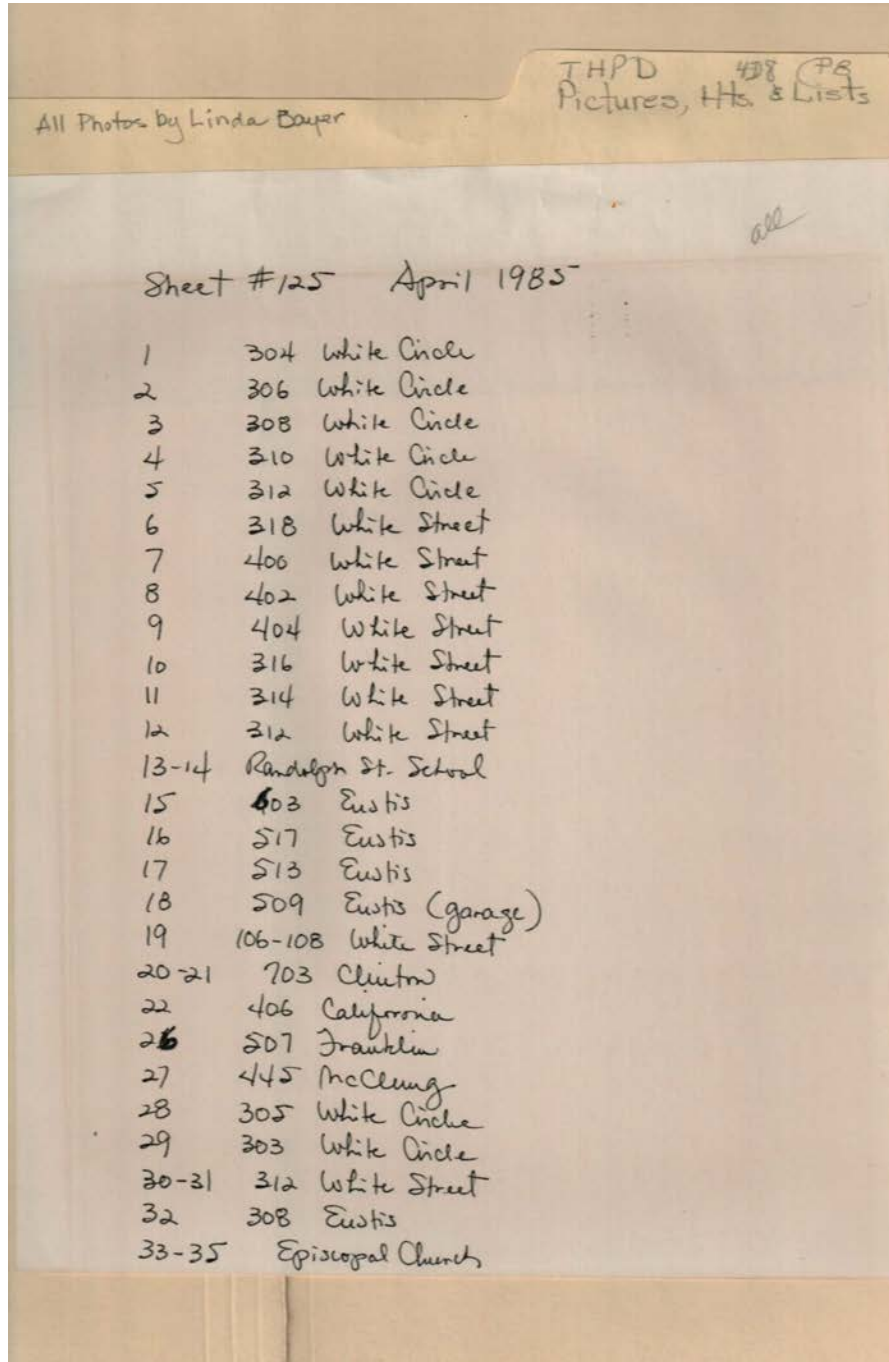 THPD 408 (PB
Pictures, Hts. & Lists
All Photos by Linda Bayer
all
Sheet #125 April 1985
1 304 White Circle
2 306 White Circle
3 308 White Circle
4 310 White Circle
5 312 White Circle
6 318 White Street
7 400 White Street
8 402 White Street
9 404 White Street
10 316 White Street
11 314 White Street
12 312 White Street
13-14 Randolph St. School
15 603 Eustis
16 517 Eustis
17 513 Eustis
18 509 Eustis (garage)
19 106-108 White Street
20-21 703 Clinton
22 406 Califoronia
26 507 Franklin
27 445 McClung
28 305 White Circle
29 303 White Circle
30-31 312 White Street
32 308 Eustis
33-35 Episcopal Church